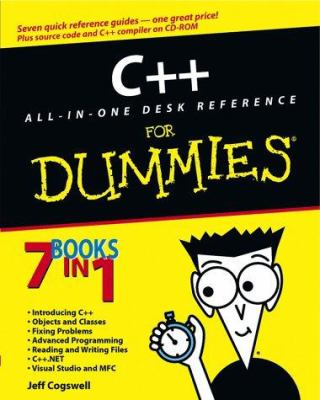 Seven quick reference guides — one great price!
Plus source code and C++ compiler on CD-ROM
C++
ALL-IN-ONE DESK REFERENCE
FOR
DUMMIES®
7 BOOKS IN 1
• Introducing C++
• Objects and Classes
• Fixing Problems
• Advanced Programming
• Reading and Writing Files
• C++.NET
• Visual Studio and MFC
Jeff Cogswell